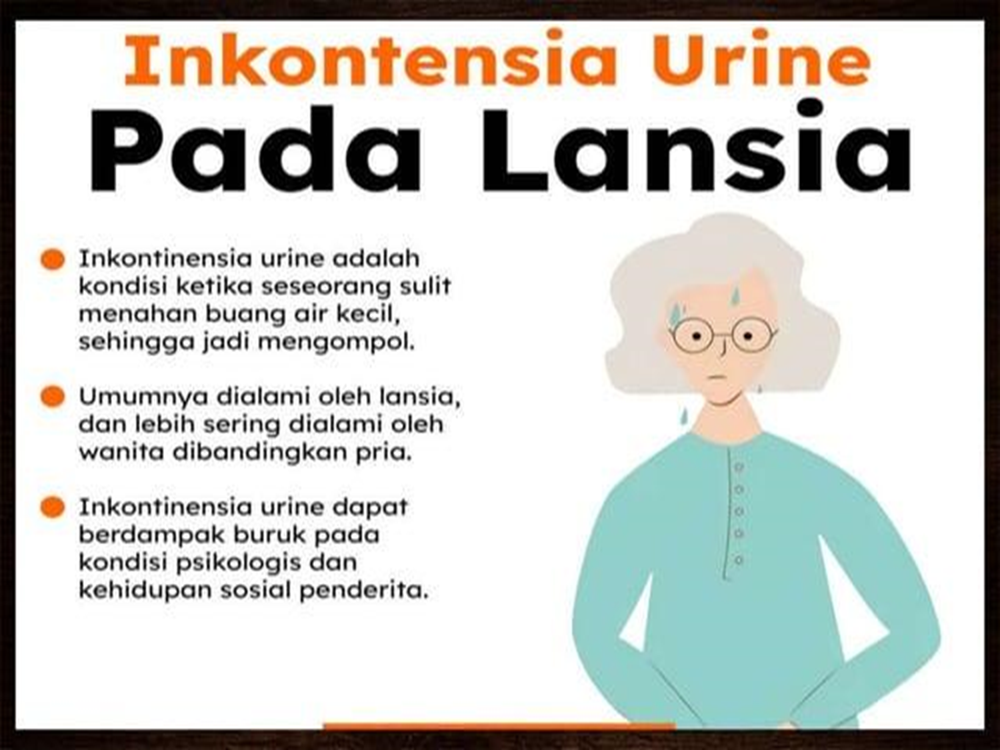 Inkontensia Urine
Pada Lansia
Inkontinensia urine adalah
kondisi ketika seseorang sulit
menahan buang air kecil,
sehingga jadi mengompol.
Umumnya dialami oleh lansia,
dan lebih sering dialami oleh
wanita dibandingkan pria.
Inkontinensia urine dapat
berdampak buruk pada
kondisi psikologis dan
kehidupan sosial penderita.